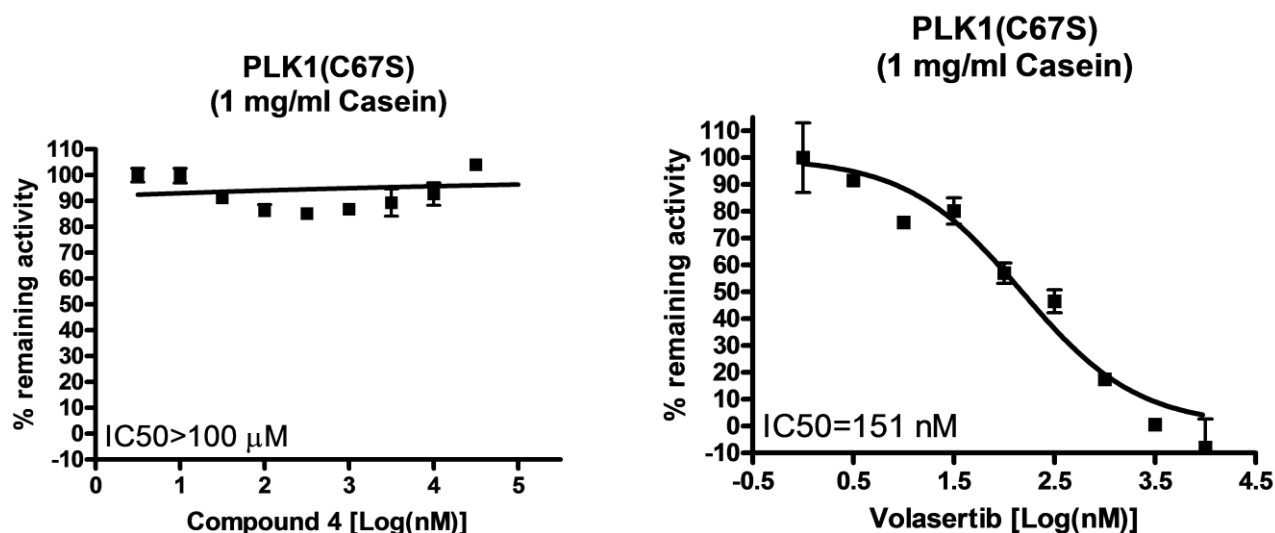 PLK1(C67S)
(1 mg/ml Casein)
% remaining activity
110
100
90
80
70
60
50
40
30
20
10
0
-10
IC50>100 μM
0 1 2 3 4 5
Compound 4 [Log(nM)]
PLK1(C67S)
(1 mg/ml Casein)
% remaining activity
110
100
90
80
70
60
50
40
30
20
10
0
-10
IC50=151 nM
-0.5 0.5 1.5 2.5 3.5 4.5
Volasertib [Log(nM)]